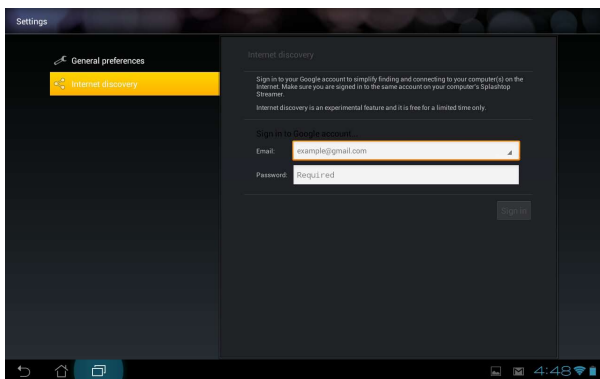 Settings
General preferences
Internet discovery
Internet discovery
Sign in to your Google account to simplify finding and connecting to your computer(s) on the
Internet. Make sure you are signed in to the same account on your computer's Splashtop
Streamer.
Internet discovery is an experimental feature and it is free for a limited time only.
Sign in to Google account...
Email:
example@gmail.com
Password:
Required
Sign in
4:48